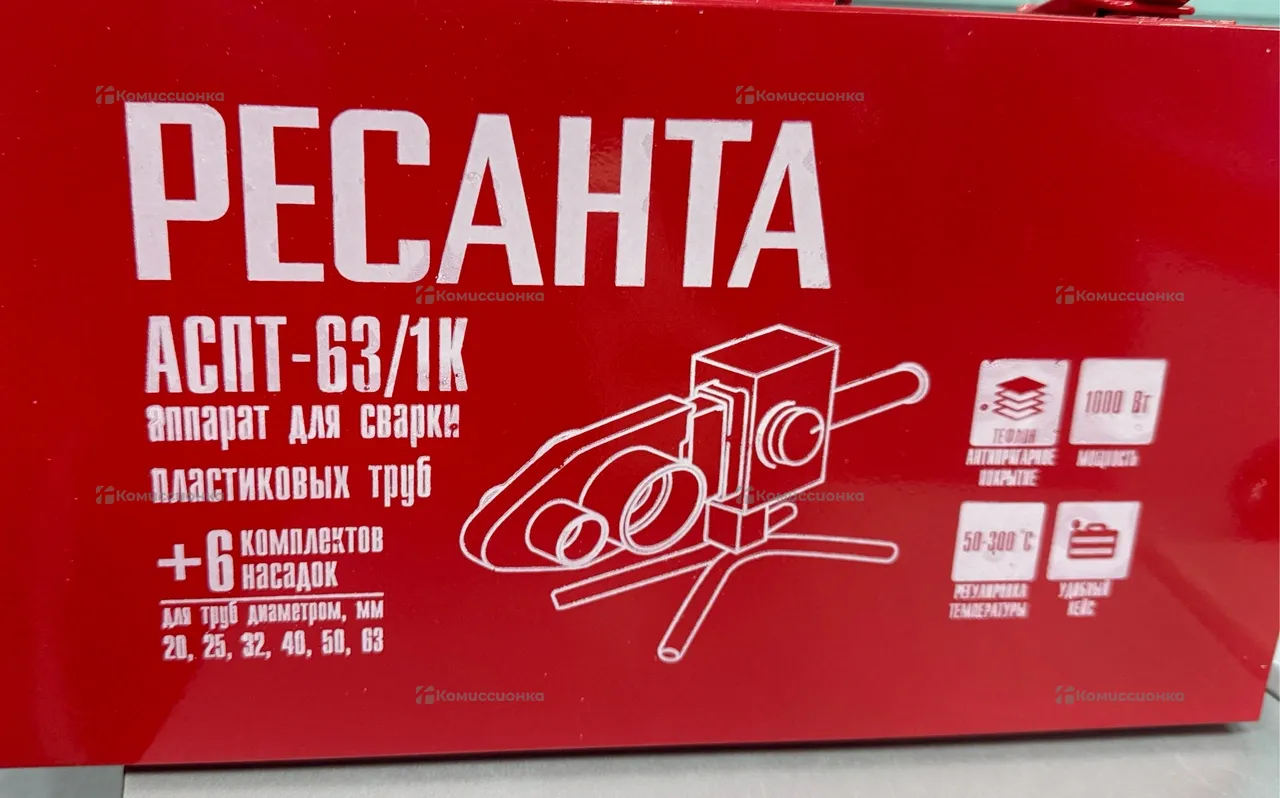 РЕСАНТА
АСПТ-63/1К
аппарат для сварки
пластиковых труб
+6 комплектов
насадок
для труб диаметром, мм
20, 25, 32, 40, 50, 63
ТЕФЛОН
АНТИПРИГАРНОЕ
ПОКРЫТИЕ
1000 Вт
МОЩНОСТЬ
50-300°С
РЕГУЛИРОВКА
ТЕМПЕРАТУРЫ
УДОБНЫЙ
КЕЙС
Комиссионка
Комиссионка
Комиссионка
Комиссионка
Комиссионка
Комиссионка
Комиссионка
Комиссионка